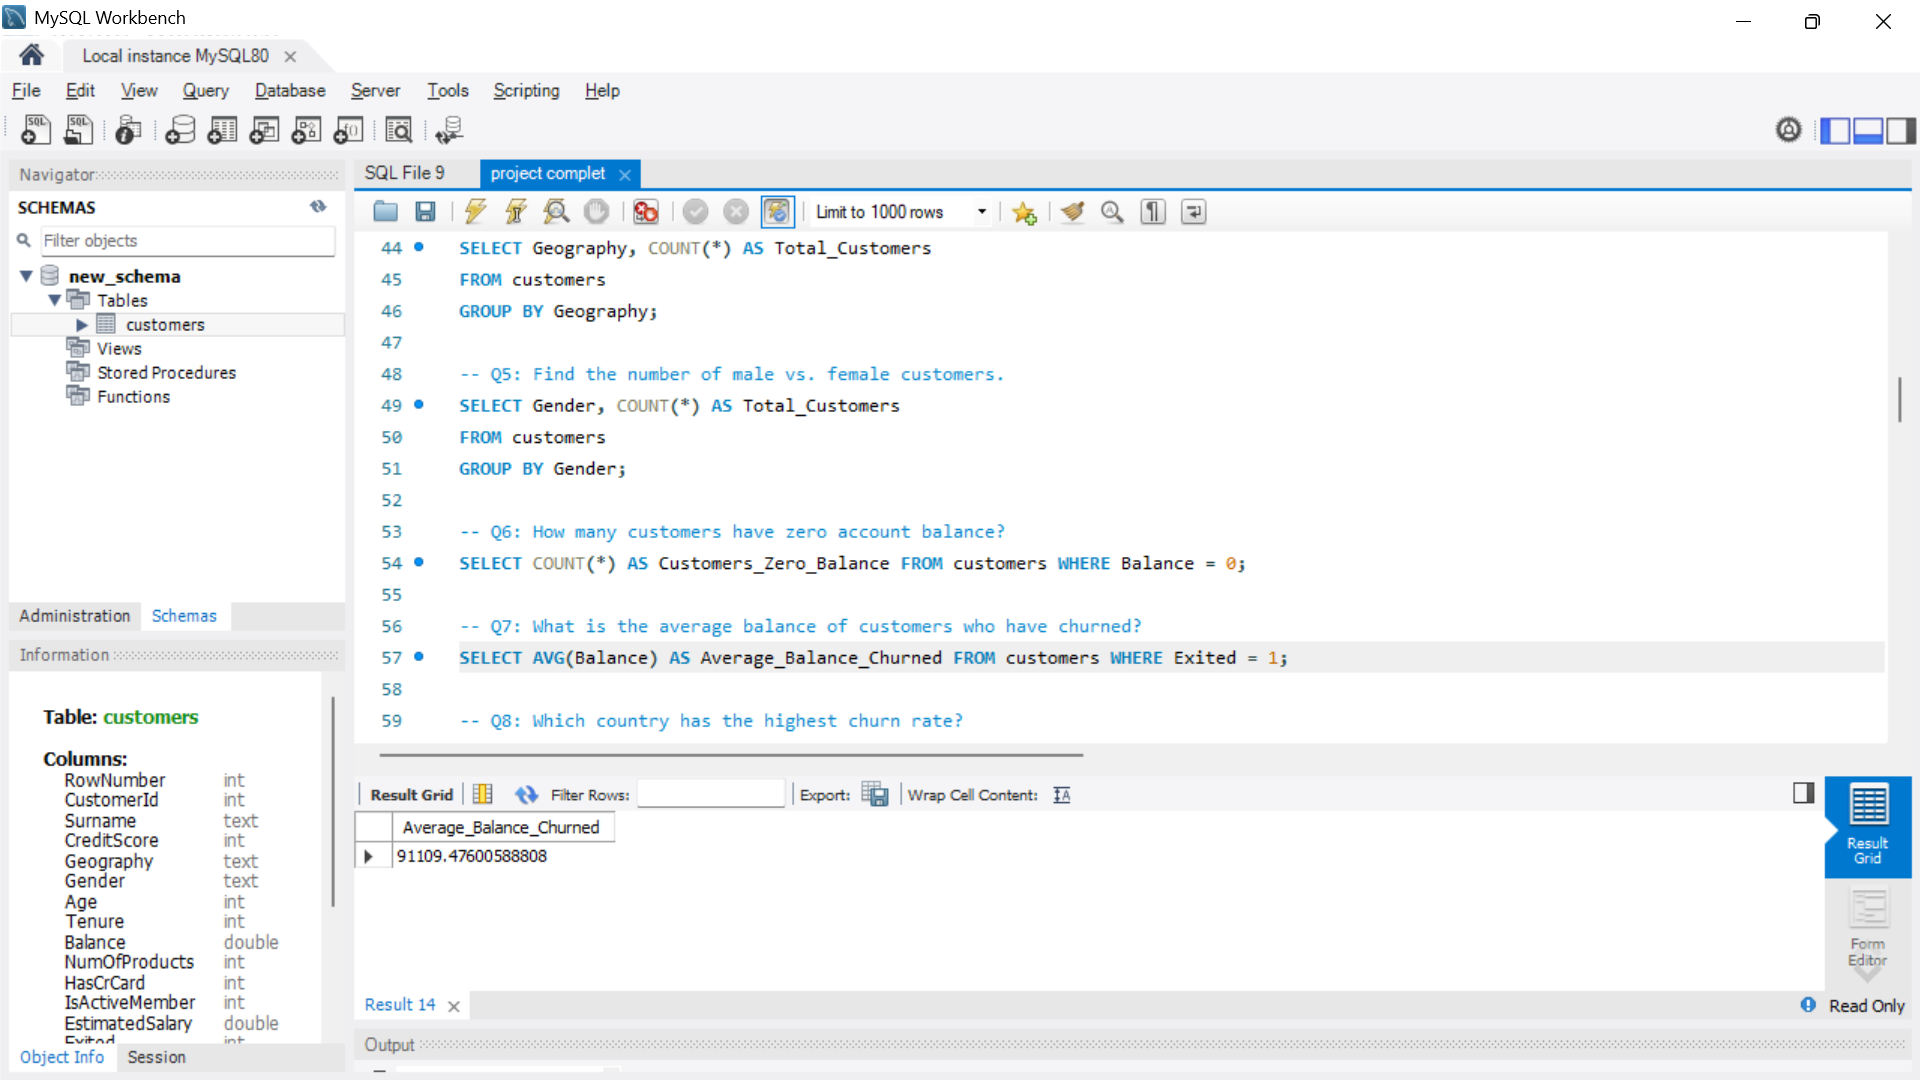 MySQL Workbench
Local instance MySQL80
File Edit View Query Database Server Tools Scripting Help
Navigator
SCHEMAS
Filter objects
new_schema
Tables
customers
Views
Stored Procedures
Functions
Administration Schemas
Information
Table: customers
Columns:
RowNumber int
CustomerId int
Surname text
CreditScore int
Geography text
Gender text
Age int
Tenure int
Balance double
NumOfProducts int
HasCrCard int
IsActiveMember int
EstimatedSalary double
Exited int
Object Info Session
SQL File 9 project complet
Limit to 1000 rows
44 SELECT Geography, COUNT(*) AS Total_Customers
45 FROM customers
46 GROUP BY Geography;
47
48 -- Q5: Find the number of male vs. female customers.
49 SELECT Gender, COUNT(*) AS Total_Customers
50 FROM customers
51 GROUP BY Gender;
52
53 -- Q6: How many customers have zero account balance?
54 SELECT COUNT(*) AS Customers_Zero_Balance FROM customers WHERE Balance = 0;
55
56 -- Q7: What is the average balance of customers who have churned?
57 SELECT AVG(Balance) AS Average_Balance_Churned FROM customers WHERE Exited = 1;
58
59 -- Q8: Which country has the highest churn rate?
Result Grid Filter Rows: Export: Wrap Cell Content:
Average_Balance_Churned
91109.47600588808
Result
Grid
Form
Editor
Result 14
Read Only
Output